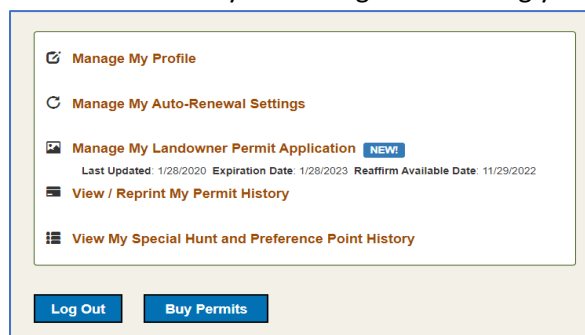 Manage My Profile
Manage My Auto-Renewal Settings
Manage My Landowner Permit Application NEW!
Last Updated: 1/28/2020 Expiration Date: 1/28/2023 Reaffirm Available Date: 11/29/2022
View / Reprint My Permit History
View My Special Hunt and Preference Point History
Log Out Buy Permits